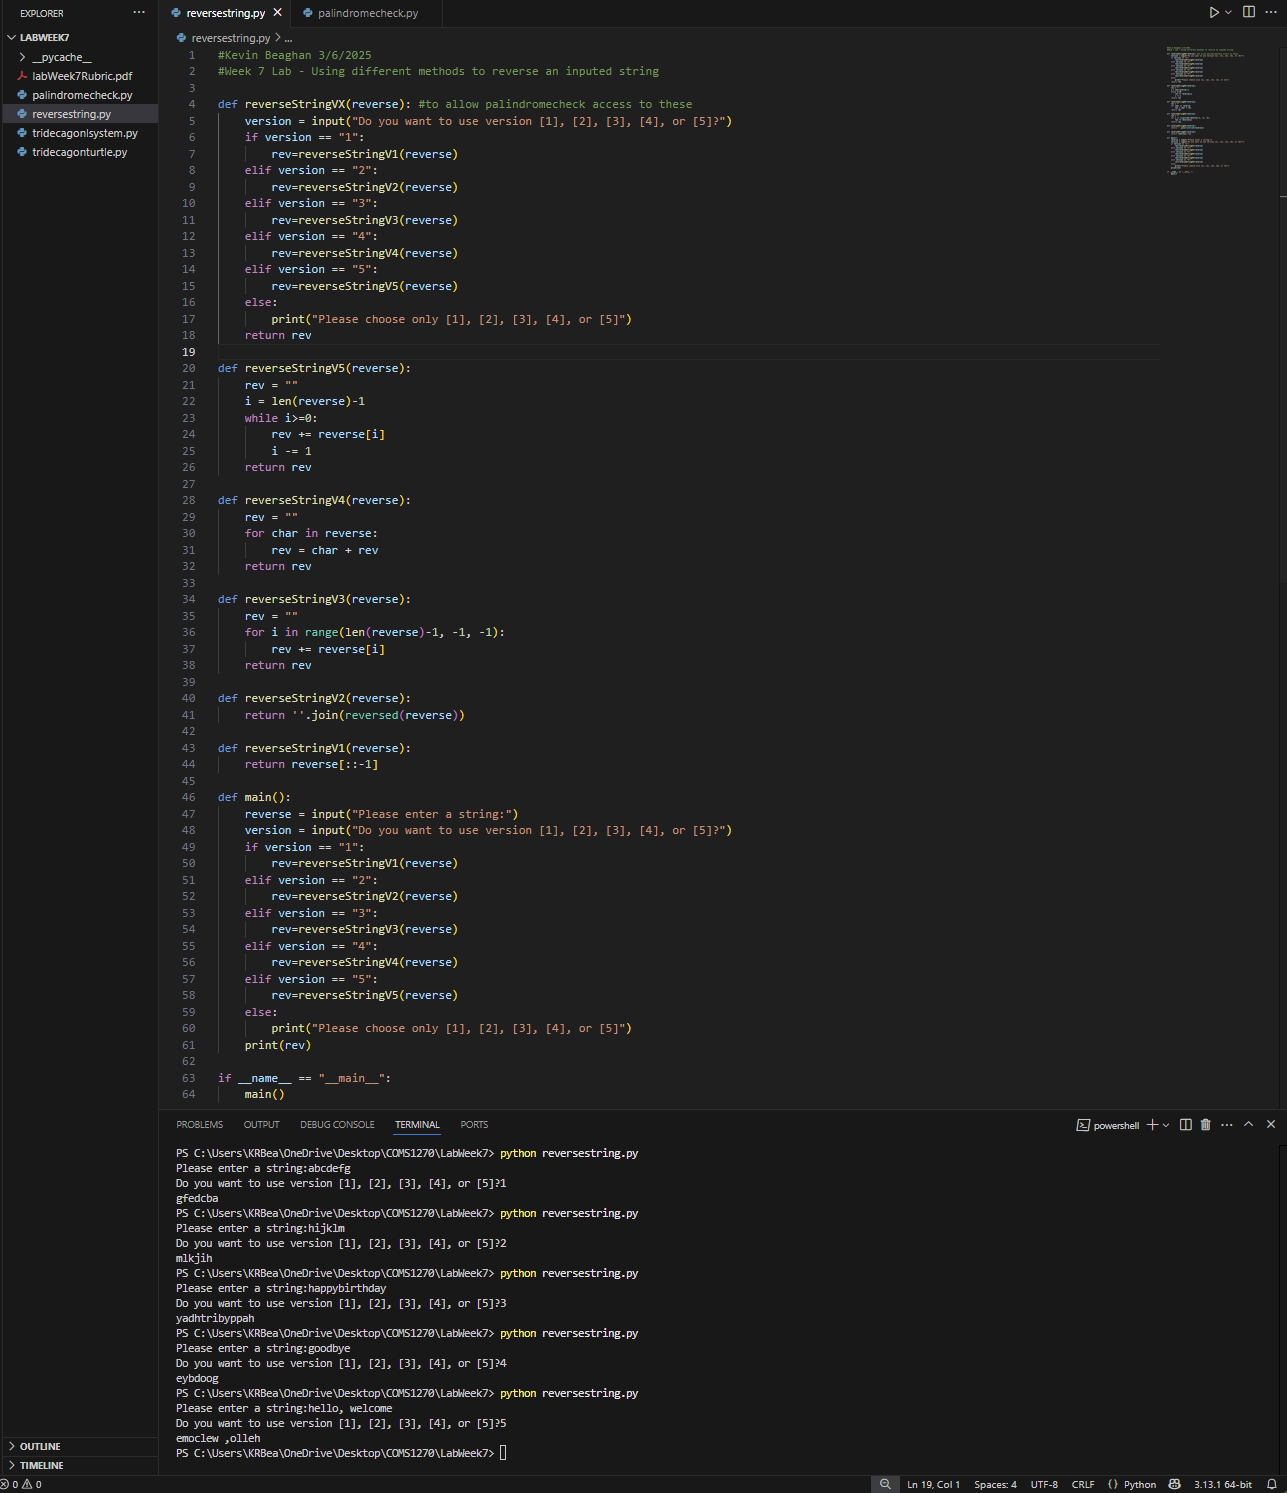 EXPLORER
LABWEEK7
__pycache__
labWeek7Rubric.pdf
palindromecheck.py
reversestring.py
tridecagonlsystem.py
tridecagonturtle.py
OUTLINE
TIMELINE
reversestring.py palindromecheck.py
reversestring.py > ...
1 #Kevin Beaghan 3/6/2025
2 #Week 7 Lab - Using different methods to reverse an inputed string
3
4 def reverseStringVX(reverse): #to allow palindromecheck access to these
5     version = input("Do you want to use version [1], [2], [3], [4], or [5]?")
6     if version == "1":
7         rev=reverseStringV1(reverse)
8     elif version == "2":
9         rev=reverseStringV2(reverse)
10     elif version == "3":
11         rev=reverseStringV3(reverse)
12     elif version == "4":
13         rev=reverseStringV4(reverse)
14     elif version == "5":
15         rev=reverseStringV5(reverse)
16     else:
17         print("Please choose only [1], [2], [3], [4], or [5]")
18     return rev
19
20 def reverseStringV5(reverse):
21     rev = ""
22     i = len(reverse)-1
23     while i>=0:
24         rev += reverse[i]
25         i -= 1
26     return rev
27
28 def reverseStringV4(reverse):
29     rev = ""
30     for char in reverse:
31         rev = char + rev
32     return rev
33
34 def reverseStringV3(reverse):
35     rev = ""
36     for i in range(len(reverse)-1, -1, -1):
37         rev += reverse[i]
38     return rev
39
40 def reverseStringV2(reverse):
41     return ''.join(reversed(reverse))
42
43 def reverseStringV1(reverse):
44     return reverse[::-1]
45
46 def main():
47     reverse = input("Please enter a string:")
48     version = input("Do you want to use version [1], [2], [3], [4], or [5]?")
49     if version == "1":
50         rev=reverseStringV1(reverse)
51     elif version == "2":
52         rev=reverseStringV2(reverse)
53     elif version == "3":
54         rev=reverseStringV3(reverse)
55     elif version == "4":
56         rev=reverseStringV4(reverse)
57     elif version == "5":
58         rev=reverseStringV5(reverse)
59     else:
60         print("Please choose only [1], [2], [3], [4], or [5]")
61     print(rev)
62
63 if __name__ == "__main__":
64     main()
PROBLEMS OUTPUT DEBUG CONSOLE TERMINAL PORTS powershell
PS C:\Users\KRBea\OneDrive\Desktop\COMS1270\LabWeek7> python reversestring.py
Please enter a string:abcdefg
Do you want to use version [1], [2], [3], [4], or [5]?1
gfedcba
PS C:\Users\KRBea\OneDrive\Desktop\COMS1270\LabWeek7> python reversestring.py
Please enter a string:hijklm
Do you want to use version [1], [2], [3], [4], or [5]?2
mlkjih
PS C:\Users\KRBea\OneDrive\Desktop\COMS1270\LabWeek7> python reversestring.py
Please enter a string:happybirthday
Do you want to use version [1], [2], [3], [4], or [5]?3
yadhtribyppah
PS C:\Users\KRBea\OneDrive\Desktop\COMS1270\LabWeek7> python reversestring.py
Please enter a string:goodbye
Do you want to use version [1], [2], [3], [4], or [5]?4
eybdoog
PS C:\Users\KRBea\OneDrive\Desktop\COMS1270\LabWeek7> python reversestring.py
Please enter a string:hello, welcome
Do you want to use version [1], [2], [3], [4], or [5]?5
emoclew ,olleh
PS C:\Users\KRBea\OneDrive\Desktop\COMS1270\LabWeek7>
0 0 Ln 19, Col 1 Spaces: 4 UTF-8 CRLF {} Python 3.13.1 64-bit